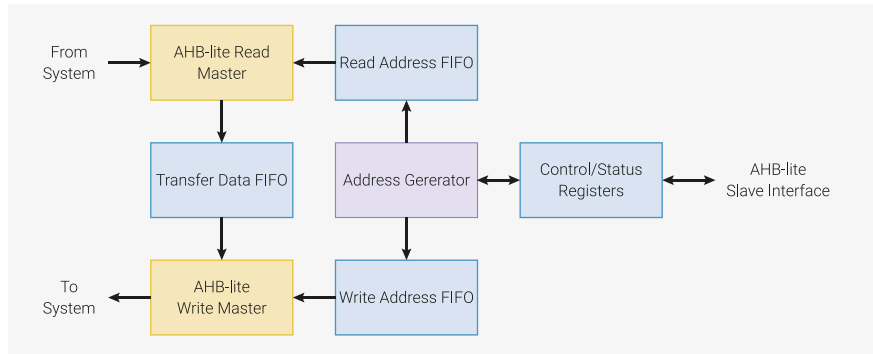 From
System
AHB-lite Read
Master
Read Address FIFO
Transfer Data FIFO
Address Gererator
Control/Status
Registers
AHB-lite
Slave Interface
To
System
AHB-lite
Write Master
Write Address FIFO